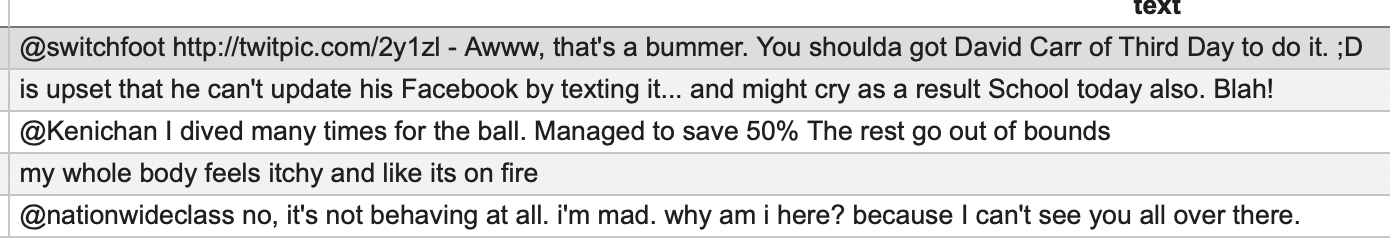 text
@switchfoot http://twitpic.com/2y1zl - Awww, that's a bummer. You shoulda got David Carr of Third Day to do it. ;D
is upset that he can't update his Facebook by texting it... and might cry as a result School today also. Blah!
@Kenichan I dived many times for the ball. Managed to save 50% The rest go out of bounds
my whole body feels itchy and like its on fire
@nationwideclass no, it's not behaving at all. i'm mad. why am i here? because I can't see you all over there.